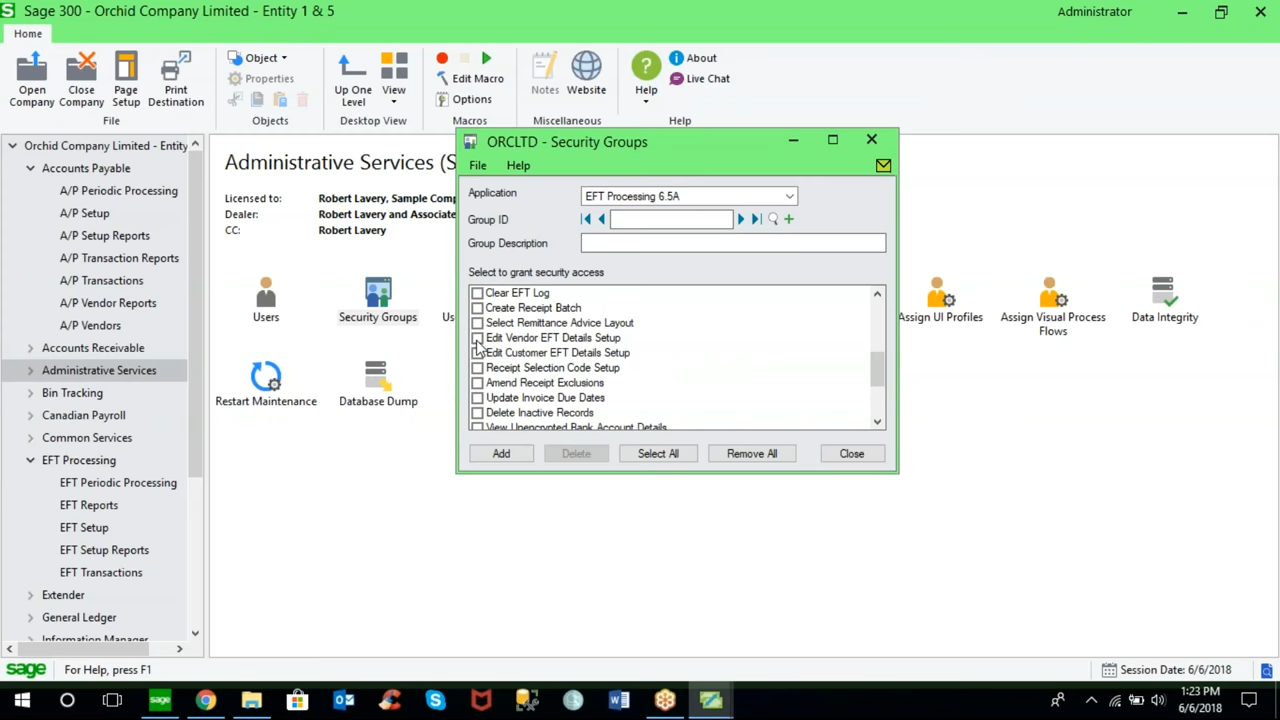 Sage 300 - Orchid Company Limited - Entity 1 & 5
Administrator
Home
Open Company
Close Company
Page Setup
Print Destination
File
Object
Properties
Objects
Up One Level
View
Desktop View
Edit Macro
Options
Macros
Notes
Website
Miscellaneous
Help
About
Live Chat
Help
Orchid Company Limited - Entity
Accounts Payable
A/P Periodic Processing
A/P Setup
A/P Setup Reports
A/P Transaction Reports
A/P Transactions
A/P Vendor Reports
A/P Vendors
Accounts Receivable
Administrative Services
Bin Tracking
Canadian Payroll
Common Services
EFT Processing
EFT Periodic Processing
EFT Reports
EFT Setup
EFT Setup Reports
EFT Transactions
Extender
General Ledger
Information Manager
Administrative Services (S
Licensed to: Robert Lavery, Sample Comp
Dealer: Robert Lavery and Associate
CC: Robert Lavery
Users
Security Groups
Us
Assign UI Profiles
Assign Visual Process Flows
Data Integrity
Restart Maintenance
Database Dump
ORCLTD - Security Groups
File Help
Application EFT Processing 6.5A
Group ID
Group Description
Select to grant security access
Clear EFT Log
Create Receipt Batch
Select Remittance Advice Layout
Edit Vendor EFT Details Setup
Edit Customer EFT Details Setup
Receipt Selection Code Setup
Amend Receipt Exclusions
Update Invoice Due Dates
Delete Inactive Records
View Unencrypted Bank Account Details
Add Delete Select All Remove All Close
sage For Help, press F1
Session Date: 6/6/2018
sage
1:23 PM
6/6/2018